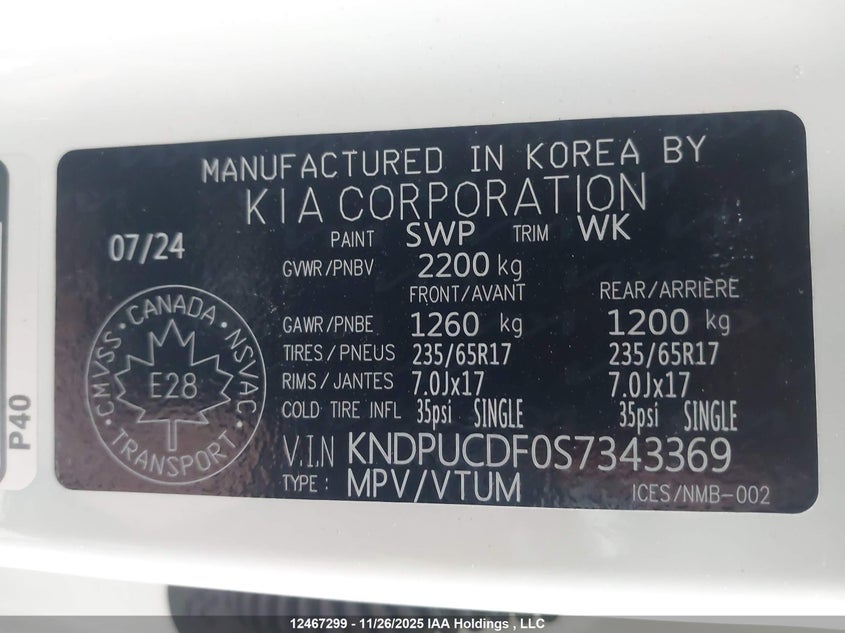 MANUFACTURED IN KOREA BY
KIA CORPORATION
07/24
PAINT SWP TRIM WK
GVWR/PNBV 2200 kg
FRONT/AVANT REAR/ARRIÈRE
GAWR/PNBE 1260 kg 1200 kg
TIRES/PNEUS 235/65R17 235/65R17
RIMS/JANTES 7.0Jx17 7.0Jx17
COLD TIRE INFL 35psi SINGLE 35psi SINGLE
V.I.N KNDPUCDF0S7343369
TYPE: MPV/VTUM ICES/NMB-002
CANADA · NSVAC · TRANSPORT · CMVSS ·
E28
P40
12467299 - 11/26/2025 IAA Holdings , LLC